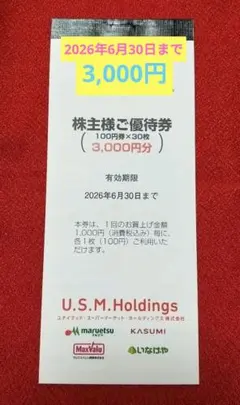 2026年6月30日まで
3,000円
株主様ご優待券
(100円券×30枚
3,000円分)
有効期限
2026年6月30日まで
本券は、1回のお買上げ金額
1,000円(消費税込み)毎に、
各1枚(100円)ご利用いた
だけます。
U.S.M.Holdings
ユナイテッド・スーパーマーケット・ホールディングス株式会社
maruetsu
KASUMI
MaxValu
いなげや